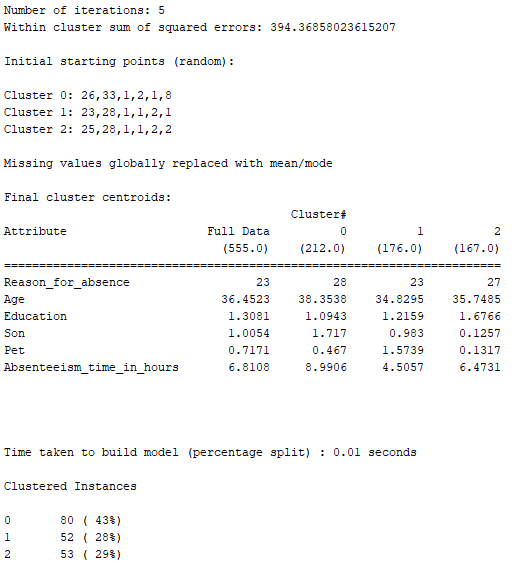 Number of iterations: 5
Within cluster sum of squared errors: 394.36858023615207
Initial starting points (random):
Cluster 0: 26,33,1,2,1,8
Cluster 1: 23,28,1,1,2,1
Cluster 2: 25,28,1,1,2,2
Missing values globally replaced with mean/mode
Final cluster centroids:
Cluster#
Attribute Full Data 0 1 2
(555.0) (212.0) (176.0) (167.0)
================================================================
Reason_for_absence 23 28 23 27
Age 36.4523 38.3538 34.8295 35.7485
Education 1.3081 1.0943 1.2159 1.6766
Son 1.0054 1.717 0.983 0.1257
Pet 0.7171 0.467 1.5739 0.1317
Absenteeism_time_in_hours 6.8108 8.9906 4.5057 6.4731
Time taken to build model (percentage split) : 0.01 seconds
Clustered Instances
0 80 ( 43%)
1 52 ( 28%)
2 53 ( 29%)